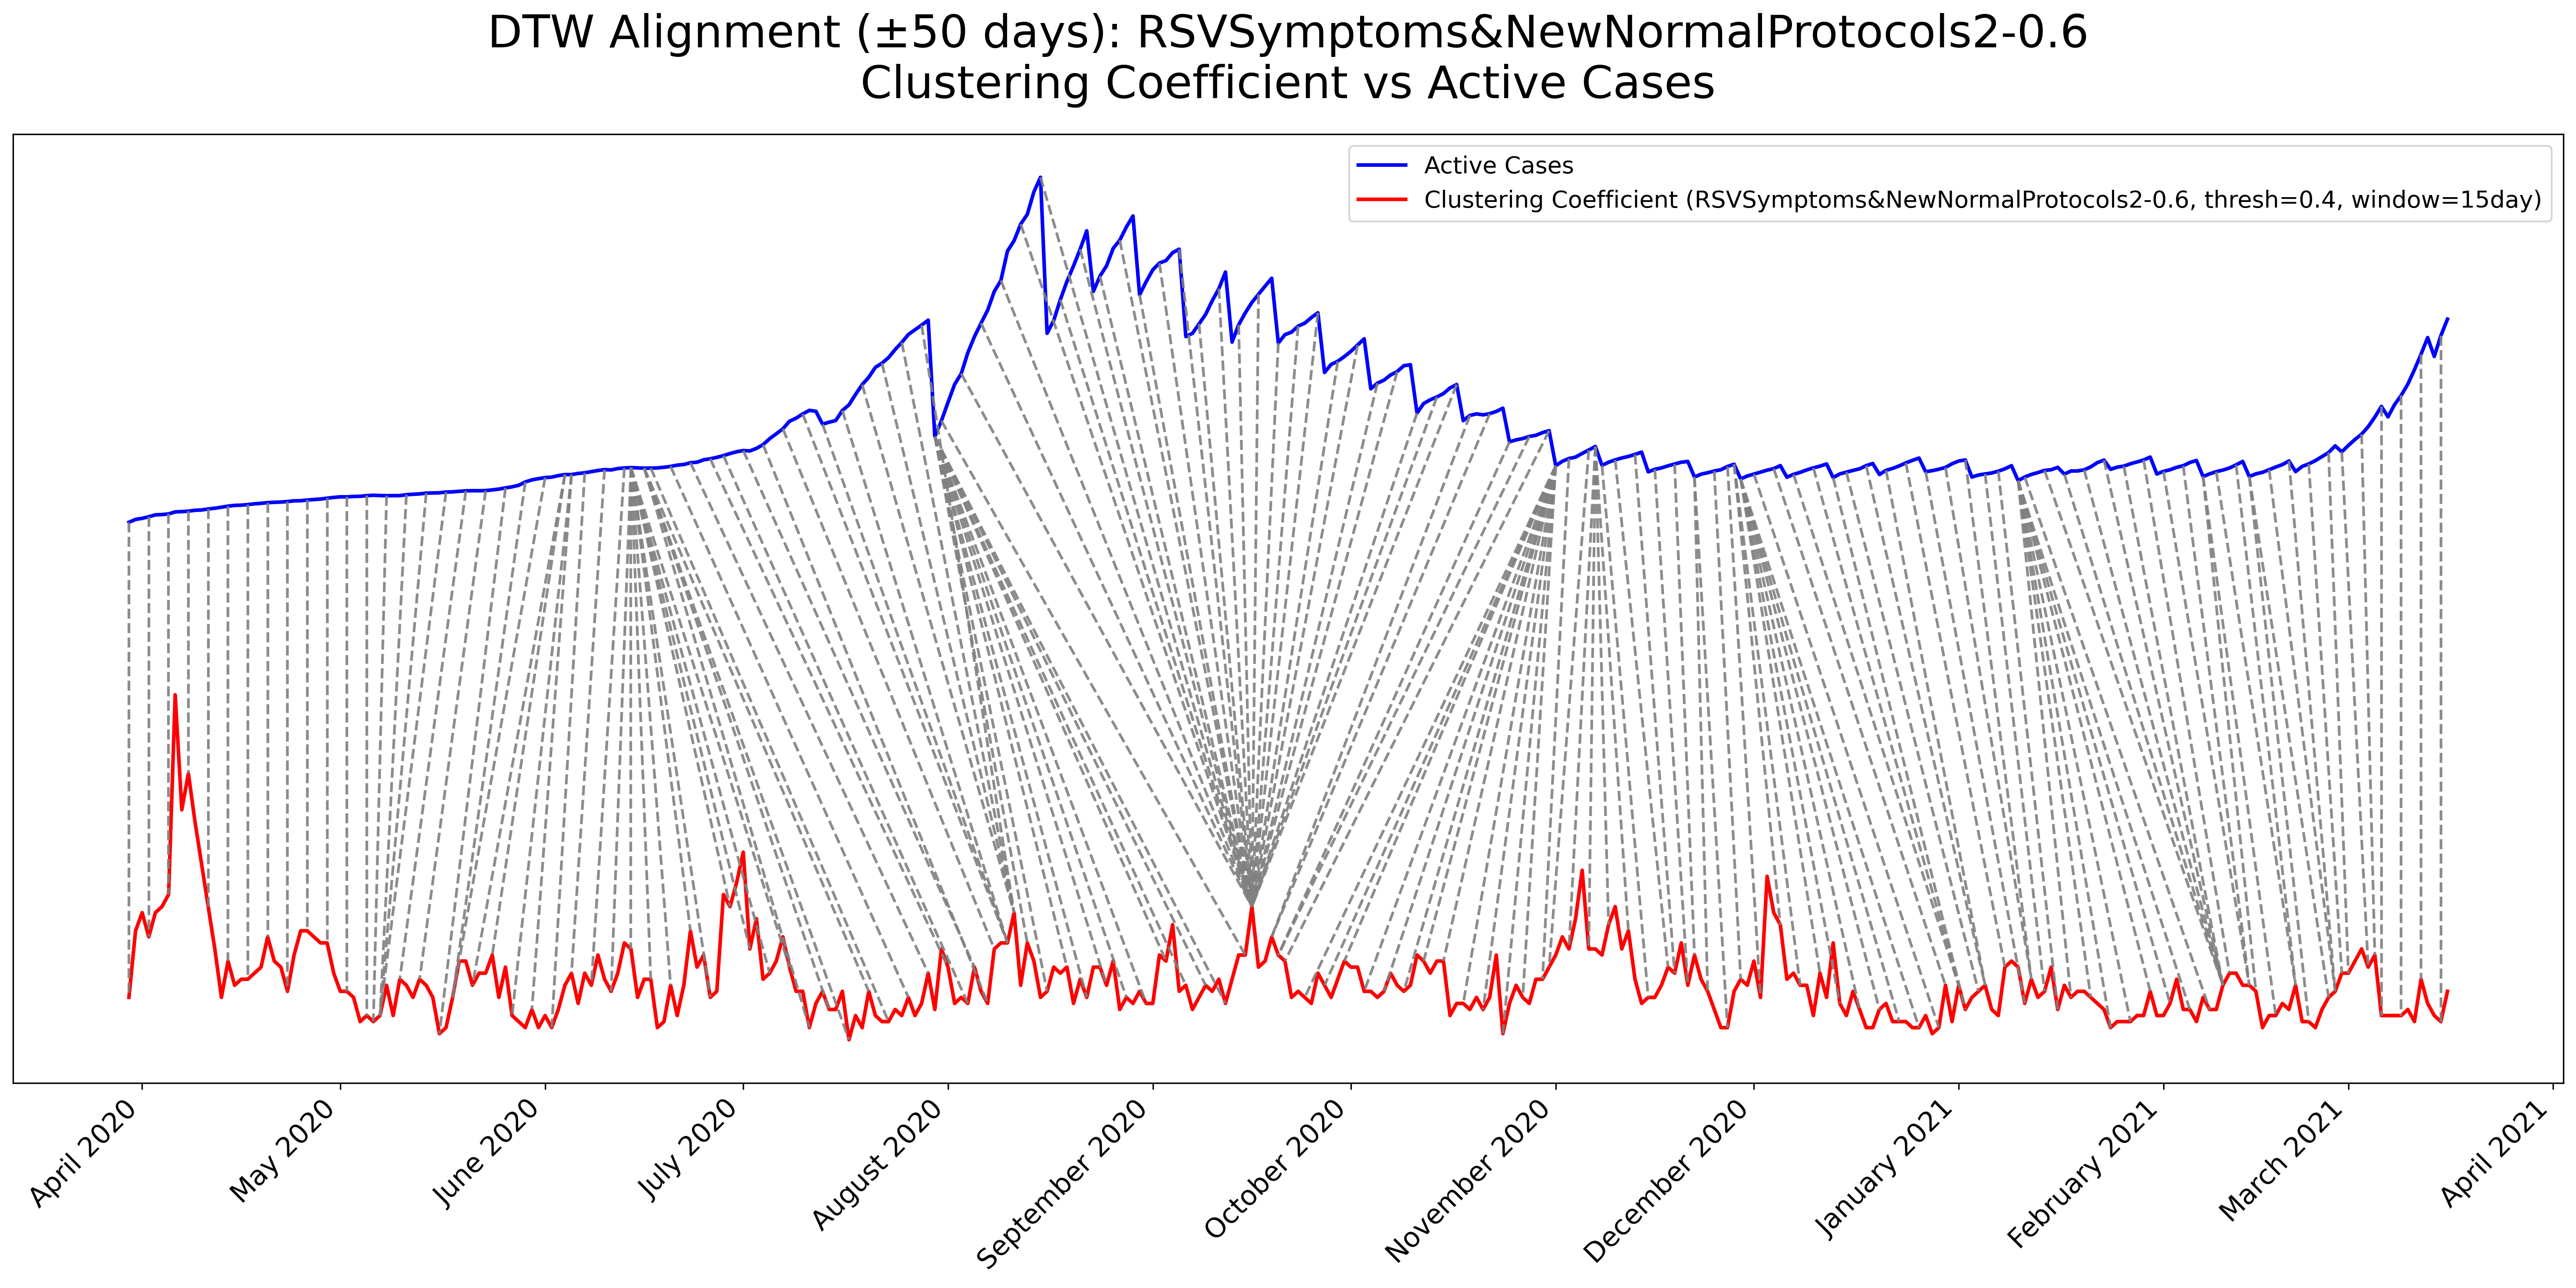 DTW Alignment (±50 days): RSVSymptoms&NewNormalProtocols2-0.6
Clustering Coefficient vs Active Cases
Active Cases
Clustering Coefficient (RSVSymptoms&NewNormalProtocols2-0.6, thresh=0.4, window=15day)
April 2020
May 2020
June 2020
July 2020
August 2020
September 2020
October 2020
November 2020
December 2020
January 2021
February 2021
March 2021
April 2021